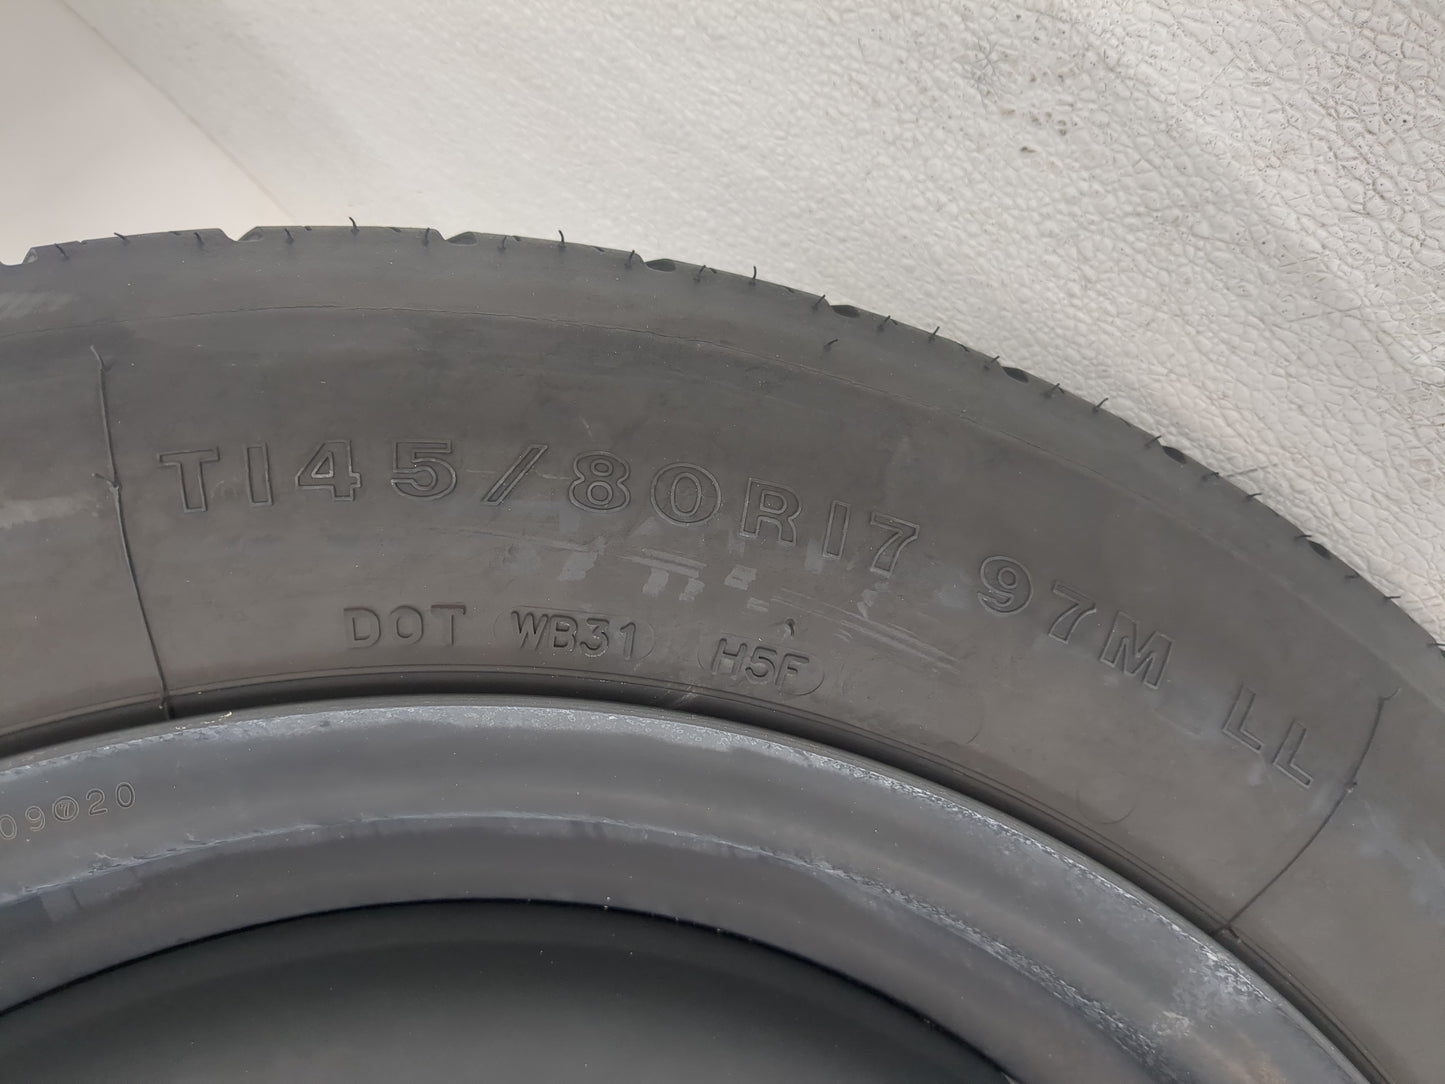 T145/80R17 97M LL
DOT WB31 H5F
09 20